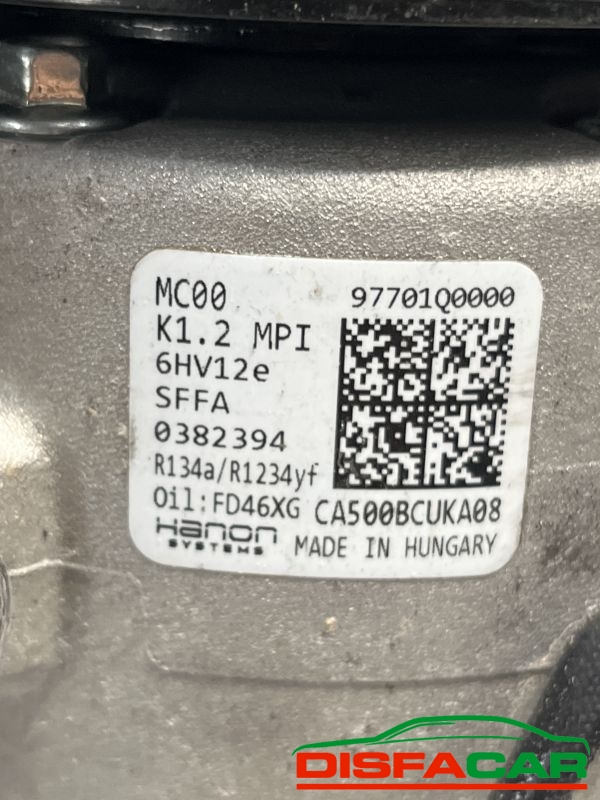 MC00 97701Q0000
K1.2 MPI
6HV12e
SFFA
0382394
R134a/R1234yf
Oil:FD46XG CA500BCUKA08
Hanon
SYSTEMS
MADE IN HUNGARY
DISFACAR